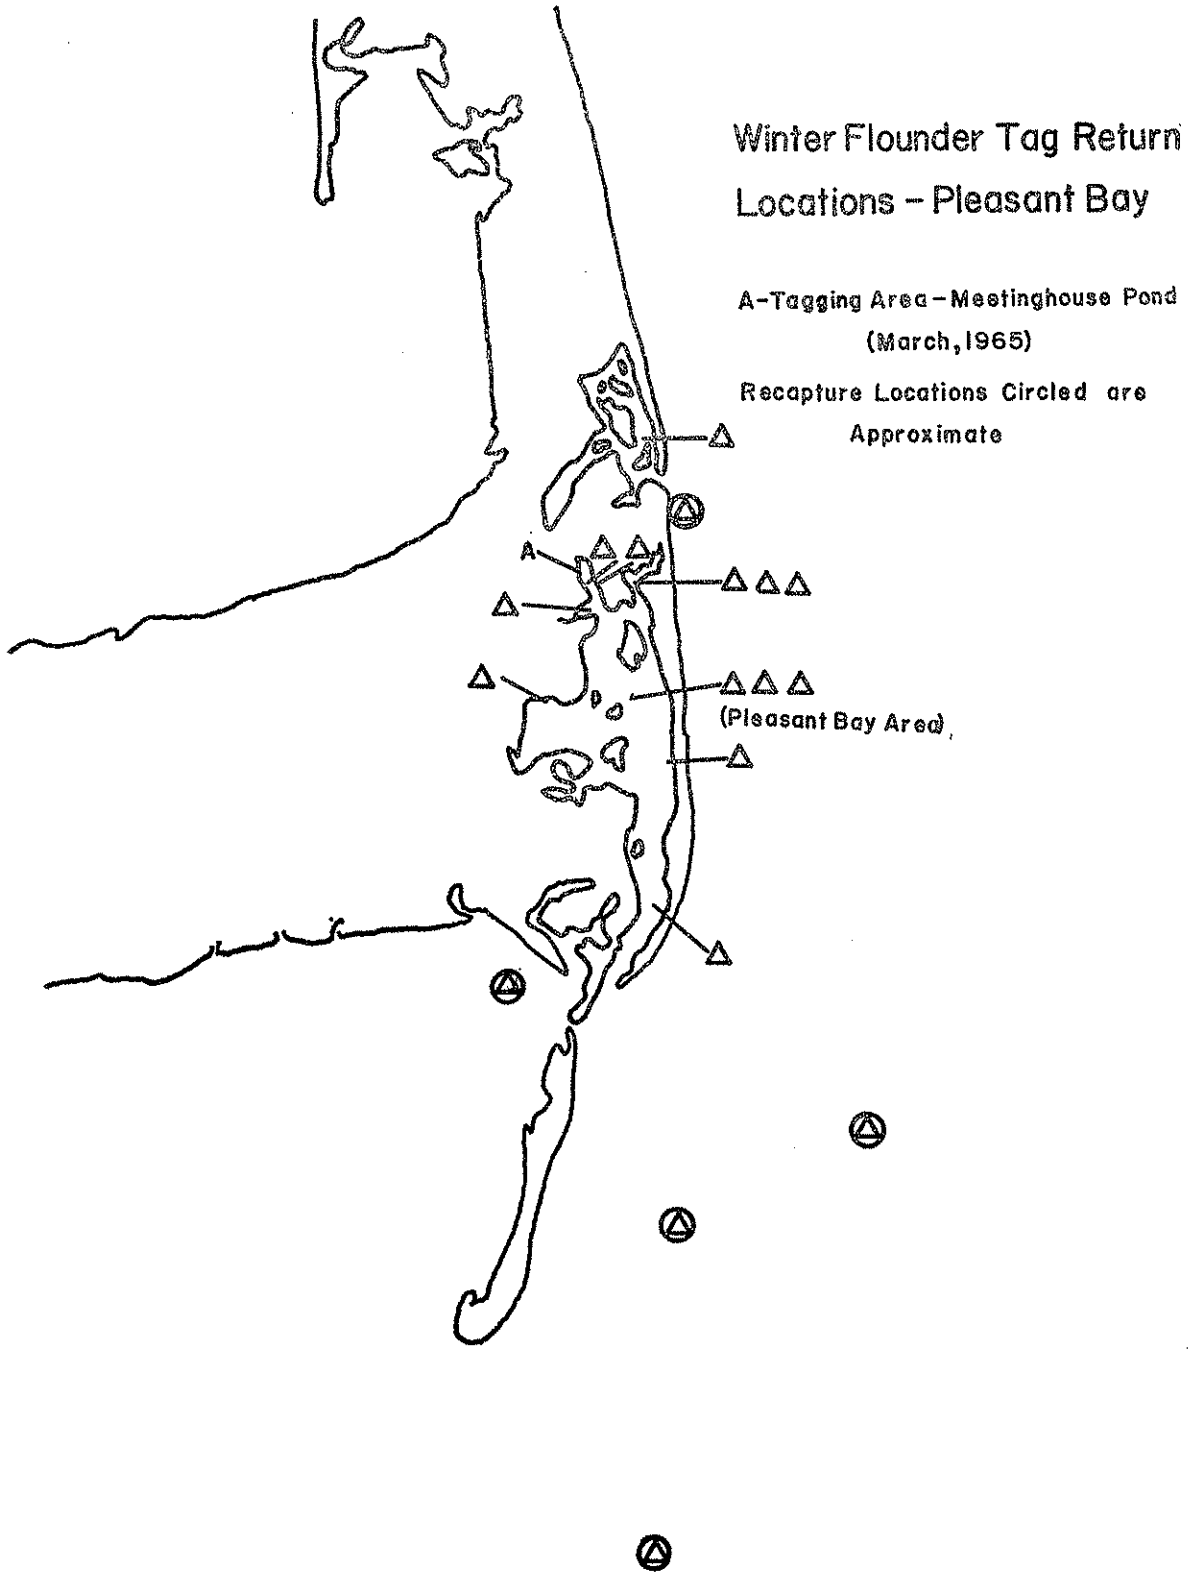 Winter Flounder Tag Return
Locations - Pleasant Bay
A-Tagging Area-Meetinghouse Pond
(March, 1965)
Recapture Locations Circled are
Approximate
A
(Pleasant Bay Area)